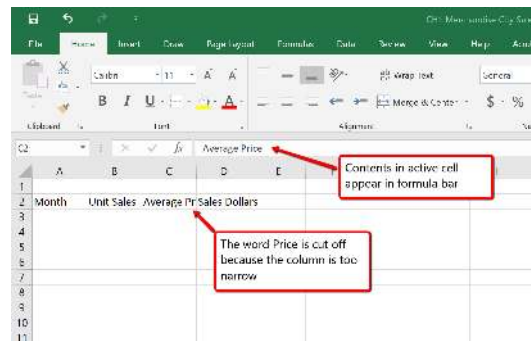 File Home Insert Draw Page Layout Formulas Data Review View Help
Calibri 11 A A Wrap Text General
B I U A Merge & Center $ %
Clipboard Font Alignment
C2 fx Average Price
Contents in active cell
appear in formula bar
A B C D E
1
2 Month Unit Sales Average Pr Sales Dollars
3
4
5
The word Price is cut off
because the column is too
narrow
6
7
8
9
10
11